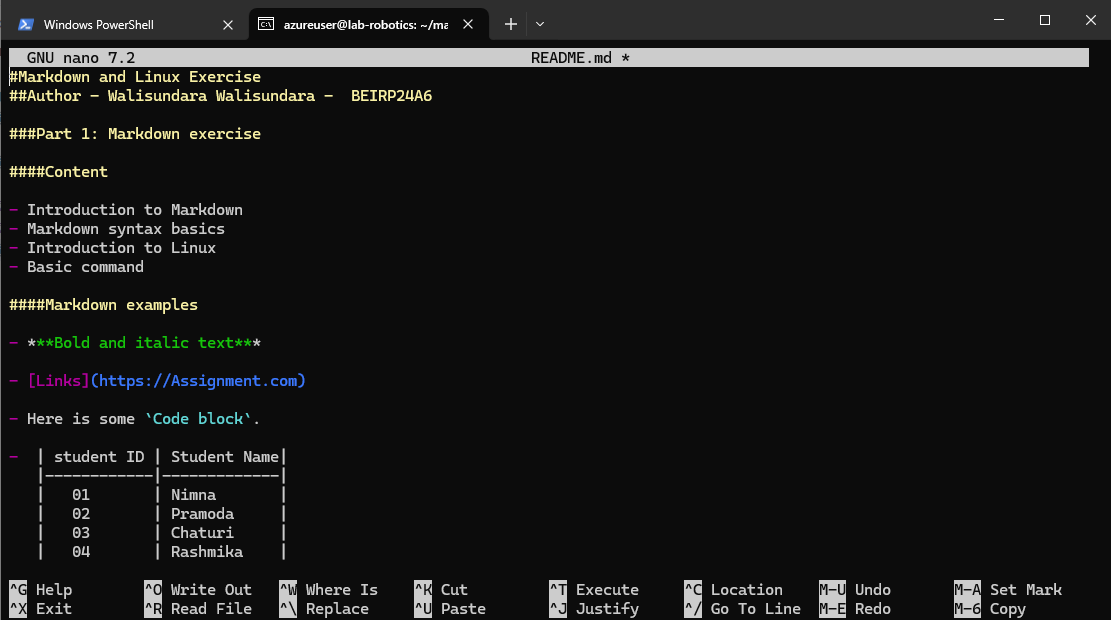 Windows PowerShell
azureuser@lab-robotics: ~/ma
GNU nano 7.2 README.md *
#Markdown and Linux Exercise
##Author - Walisundara Walisundara -  BEIRP24A6
###Part 1: Markdown exercise
####Content
- Introduction to Markdown
- Markdown syntax basics
- Introduction to Linux
- Basic command
####Markdown examples
- ***Bold and italic text***
- [Links](https://Assignment.com)
- Here is some `Code block`.
-  | student ID | Student Name|
   |------------|-------------|
   |   01       | Nimna       |
   |   02       | Pramoda     |
   |   03       | Chaturi     |
   |   04       | Rashmika    |
^G Help ^O Write Out ^W Where Is ^K Cut ^T Execute ^C Location M-U Undo M-A Set Mark
^X Exit ^R Read File ^\ Replace ^U Paste ^J Justify ^/ Go To Line M-E Redo M-6 Copy